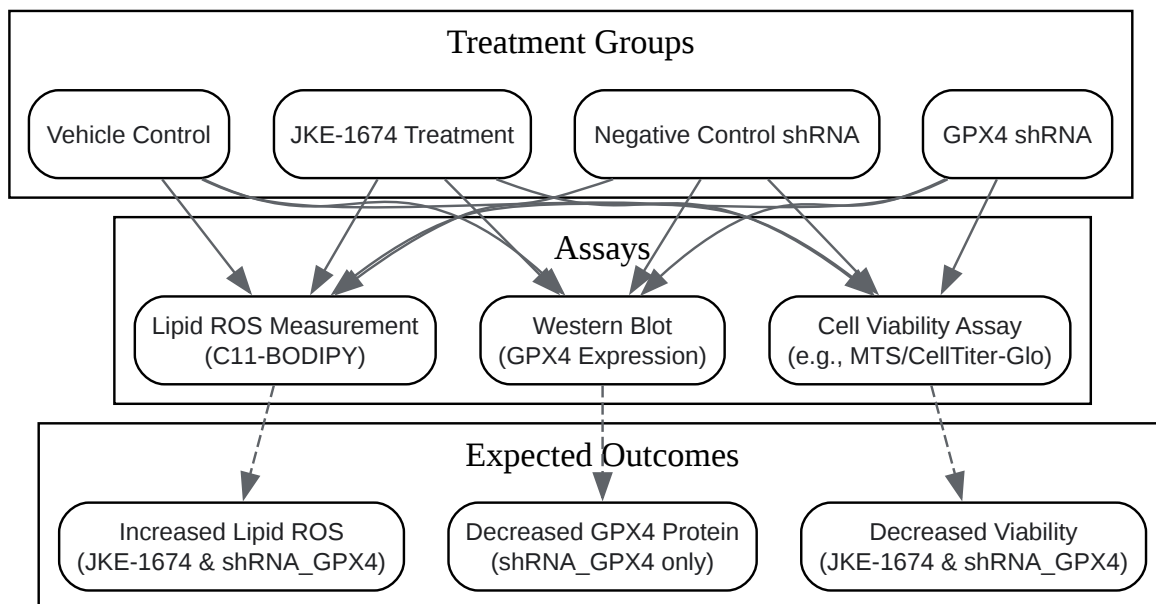 Treatment Groups
Vehicle Control
JKE-1674 Treatment
Negative Control shRNA
GPX4 shRNA
Assays
Lipid ROS Measurement
(C11-BODIPY)
Western Blot
(GPX4 Expression)
Cell Viability Assay
(e.g., MTS/CellTiter-Glo)
Expected Outcomes
Increased Lipid ROS
(JKE-1674 & shRNA_GPX4)
Decreased GPX4 Protein
(shRNA_GPX4 only)
Decreased Viability
(JKE-1674 & shRNA_GPX4)